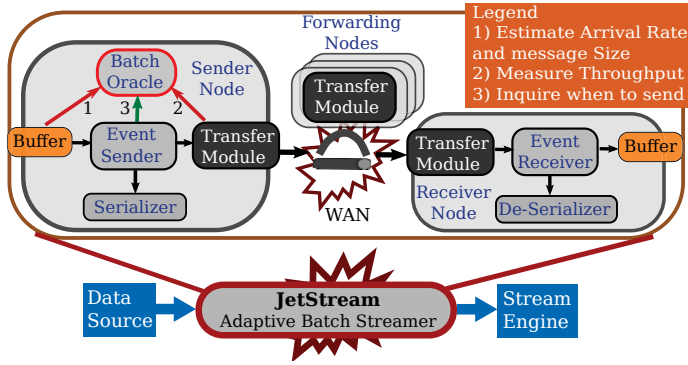 Forwarding
Nodes
Legend
1) Estimate Arrival Rate
and message Size
2) Measure Throughput
3) Inquire when to send
Batch
Oracle
Sender
Node
Transfer
Module
1
3
2
Buffer
Event
Sender
Transfer
Module
Transfer
Module
Event
Receiver
Buffer
Serializer
WAN
Receiver
Node
De-Serializer
Data
Source
JetStream
Adaptive Batch Streamer
Stream
Engine